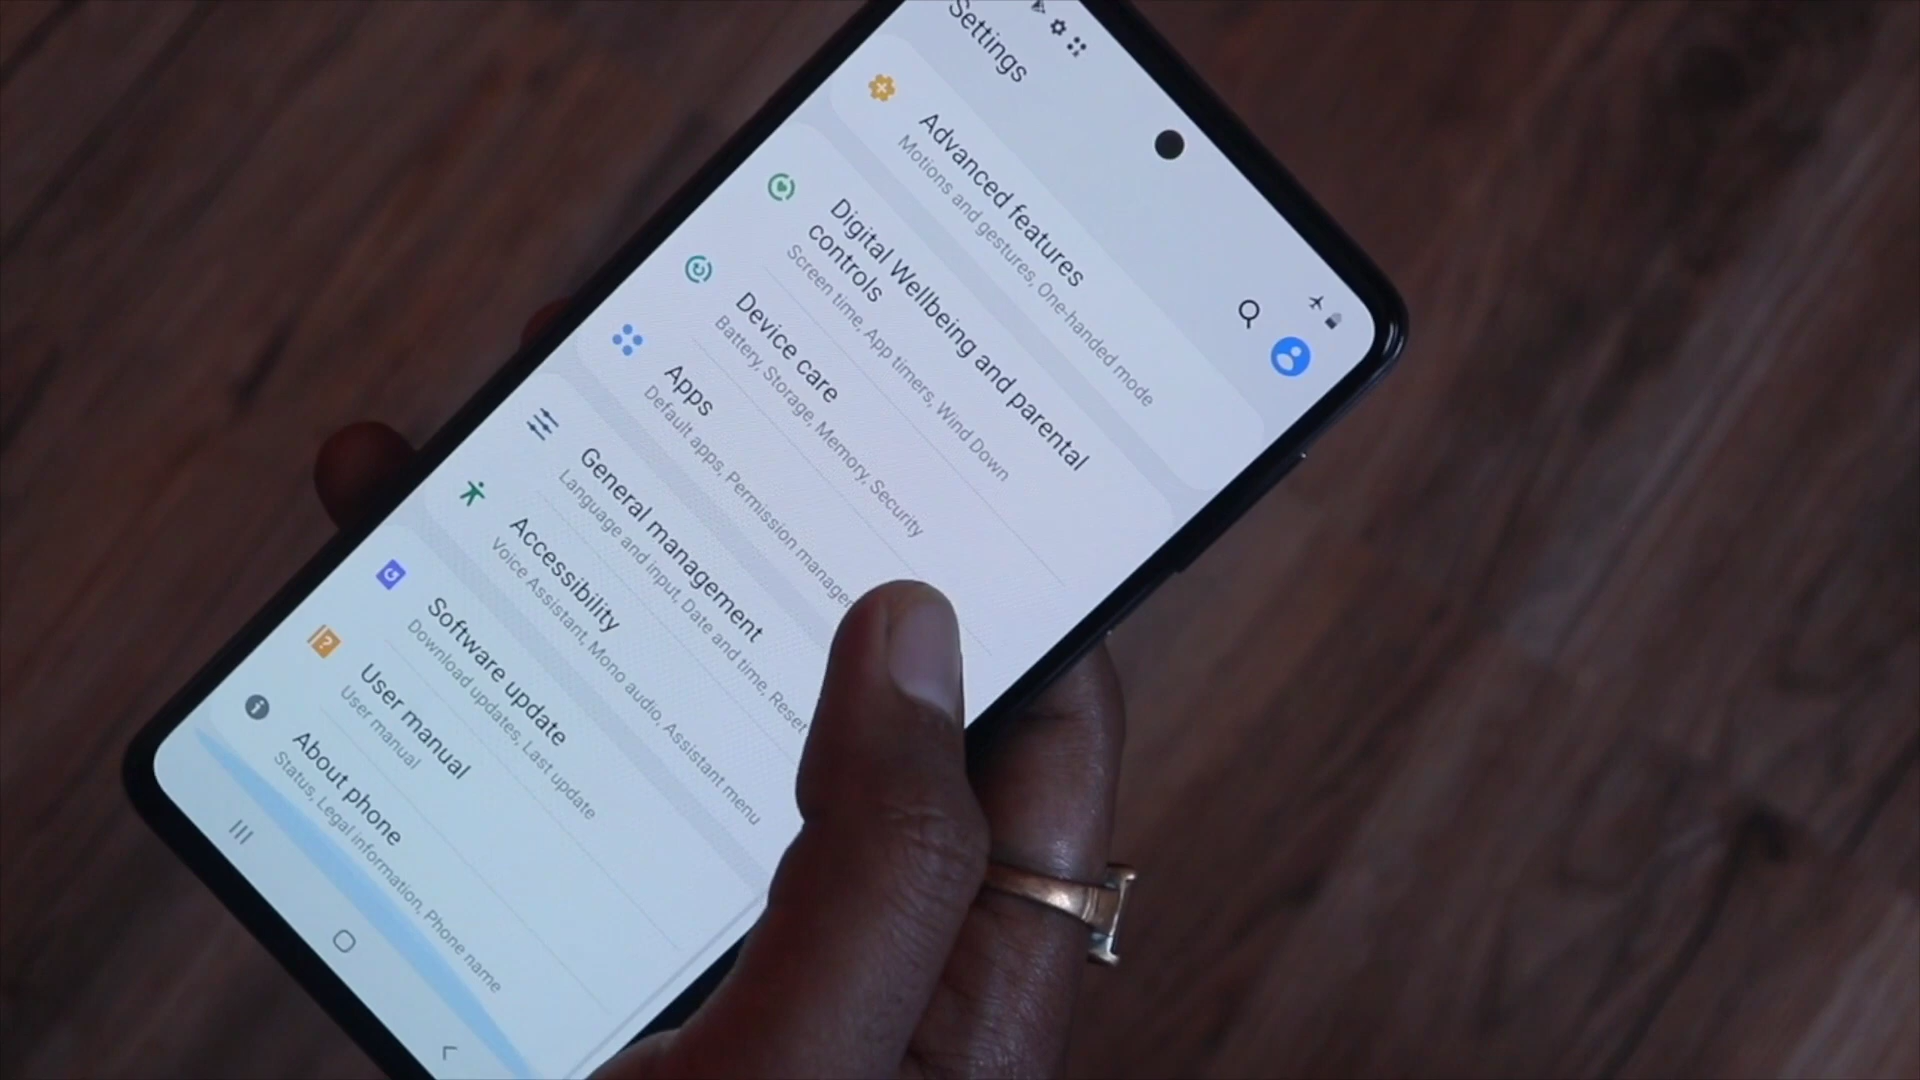 Settings
Advanced features
Motions and gestures, One-handed mode
Digital Wellbeing and parental
controls
Screen time, App timers, Wind Down
Device care
Battery, Storage, Memory, Security
Apps
Default apps, Permission manager
General management
Language and input, Date and time, Reset
Accessibility
Voice Assistant, Mono audio, Assistant menu
Software update
Download updates, Last update
User manual
User manual
About phone
Status, Legal information, Phone name